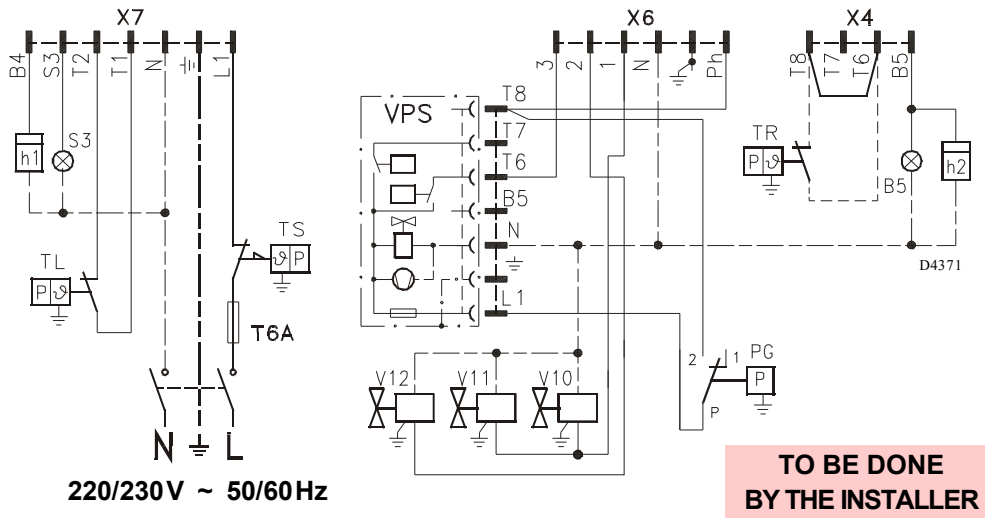 X7
B4 S3 T2 T1 N L1
h1
S3
TL
P ϑ
TS
ϑ P
T6A
N L
220/230V ~ 50/60Hz
X6
3 2 1 N Ph
VPS
T8
T7
T6
B5
N
L1
V12 V11 V10
2 1
P
PG
P
X4
T8 T7 T6 B5
TR
P ϑ
B5
h2
D4371
TO BE DONE
BY THE INSTALLER